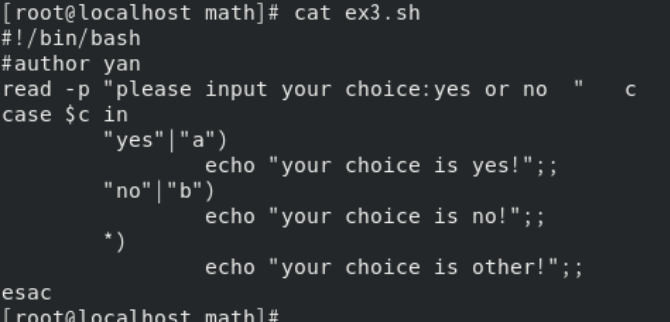 [root@localhost math]# cat ex3.sh
#!/bin/bash
#author yan
read -p "please input your choice:yes or no  "   c
case $c in
        "yes"|"a")
                echo "your choice is yes!";;
        "no"|"b")
                echo "your choice is no!";;
        *)
                echo "your choice is other!";;
esac
[root@localhost math]#